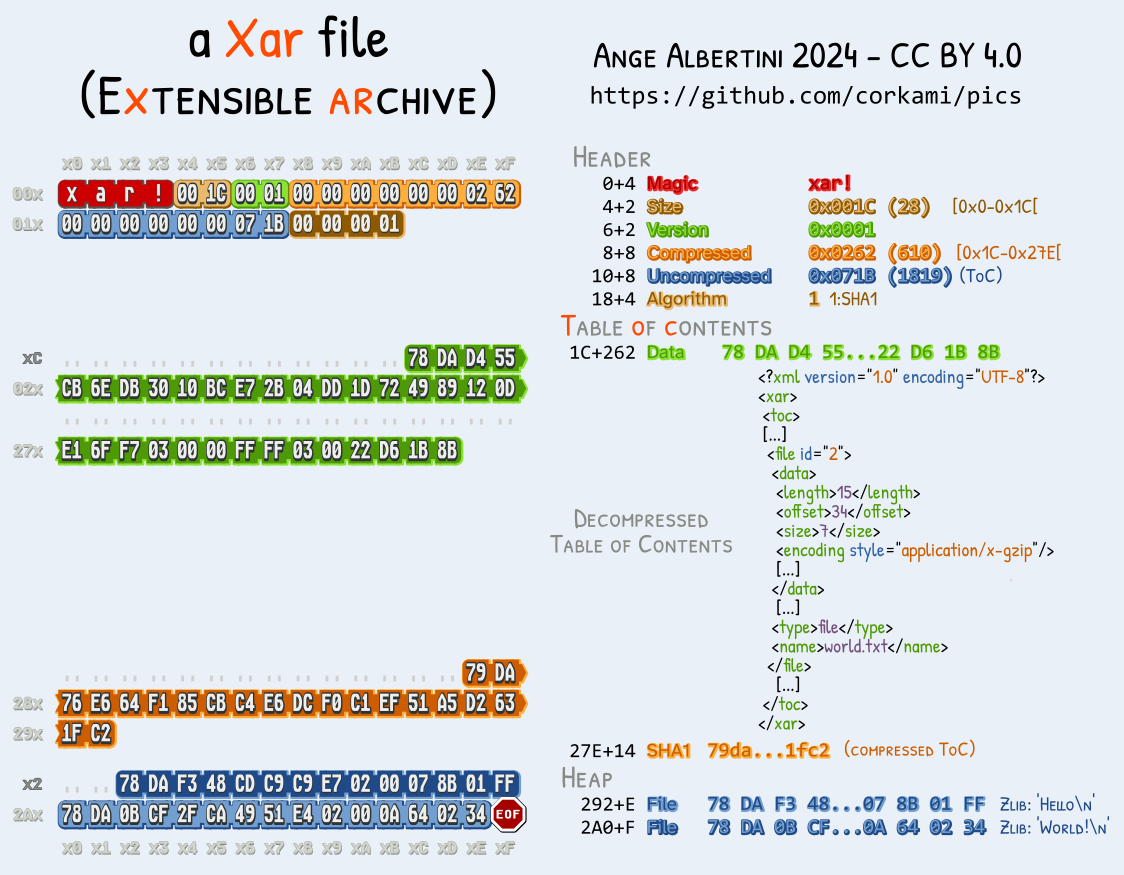 a Xar file
(Extensible archive)
Ange Albertini 2024 – CC BY 4.0
https://github.com/corkami/pics
x0 x1 x2 x3 x4 x5 x6 x7 x8 x9 xA xB xC xD xE xF
00x x a r ! 00 1C 00 01 00 00 00 00 00 00 02 62
01x 00 00 00 00 00 00 07 1B 00 00 00 01
xC .. .. .. .. .. .. .. .. .. .. .. .. 78 DA D4 55
02x CB 6E DB 30 10 BC E7 2B 04 DD 1D 72 49 89 12 0D
.. .. .. .. .. .. .. .. .. .. .. .. .. .. .. ..
27x E1 6F F7 03 00 00 FF FF 03 00 22 D6 1B 8B
.. .. .. .. .. .. .. .. .. .. .. .. .. .. 79 DA
28x 76 E6 64 F1 85 CB C4 E6 DC F0 C1 EF 51 A5 D2 63
29x 1F C2
x2 .. .. 78 DA F3 48 CD C9 C9 E7 02 00 07 8B 01 FF
2Ax 78 DA 0B CF 2F CA 49 51 E4 02 00 0A 64 02 34 EOF
x0 x1 x2 x3 x4 x5 x6 x7 x8 x9 xA xB xC xD xE xF
Header
0+4 Magic xar!
4+2 Size 0x001C (28) [0x0-0x1C[
6+2 Version 0x0001
8+8 Compressed 0x0262 (610) [0x1C-0x27E[
10+8 Uncompressed 0x071B (1819) (ToC)
18+4 Algorithm 1 1:SHA1
Table of contents
1C+262 Data 78 DA D4 55...22 D6 1B 8B
<?xml version="1.0" encoding="UTF-8"?>
<xar>
<toc>
[...]
<file id="2">
<data>
<length>15</length>
<offset>34</offset>
<size>7</size>
<encoding style="application/x-gzip"/>
[...]
</data>
[...]
<type>file</type>
<name>world.txt</name>
</file>
[...]
</toc>
</xar>
Decompressed
Table of Contents
27E+14 SHA1 79da...1fc2 (compressed ToC)
Heap
292+E File 78 DA F3 48...07 8B 01 FF Zlib: 'Hello\n'
2A0+F File 78 DA 0B CF...0A 64 02 34 Zlib: 'World!\n'